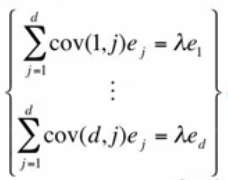 d
∑ cov(1, j)e_j = λe_1
j=1
⋮
d
∑ cov(d, j)e_j = λe_d
j=1